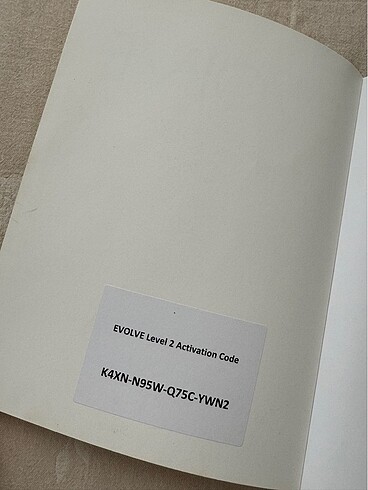 EVOLVE Level 2 Activation Code
K4XN-N95W-Q75C-YWN2